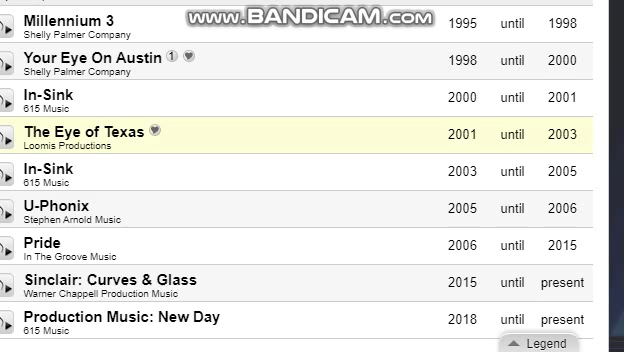 www.BANDICAM.com
Millennium 3 1995 until 1998
Shelly Palmer Company
Your Eye On Austin 1 1998 until 2000
Shelly Palmer Company
In-Sink 2000 until 2001
615 Music
The Eye of Texas 2001 until 2003
Loomis Productions
In-Sink 2003 until 2005
615 Music
U-Phonix 2005 until 2006
Stephen Arnold Music
Pride 2006 until 2015
In The Groove Music
Sinclair: Curves & Glass 2015 until present
Warner Chappell Production Music
Production Music: New Day 2018 until present
615 Music
Legend